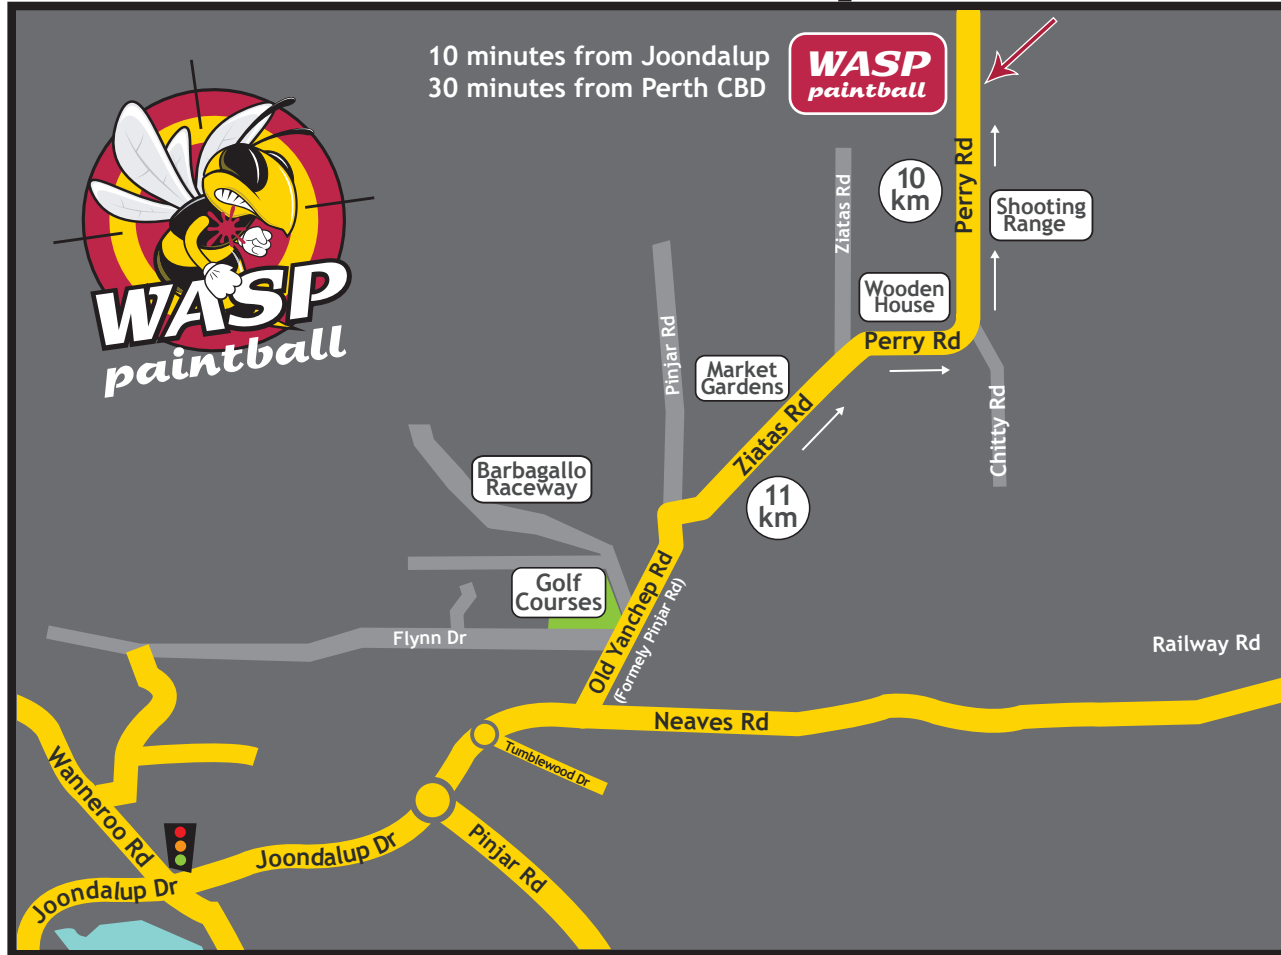 10 minutes from Joondalup
30 minutes from Perth CBD
WASP
paintball
WASP
paintball
Perry Rd
10
km
Shooting
Range
Ziatas Rd
Wooden
House
Perry Rd
Pinjar Rd
Market
Gardens
Chitty Rd
Ziatas Rd
Barbagallo
Raceway
11
km
Golf
Courses
Old Yanchep Rd
(Formely Pinjar Rd)
Flynn Dr
Railway Rd
Neaves Rd
Tumblewood Dr
Wanneroo Rd
Joondalup Dr
Pinjar Rd
Joondalup Dr